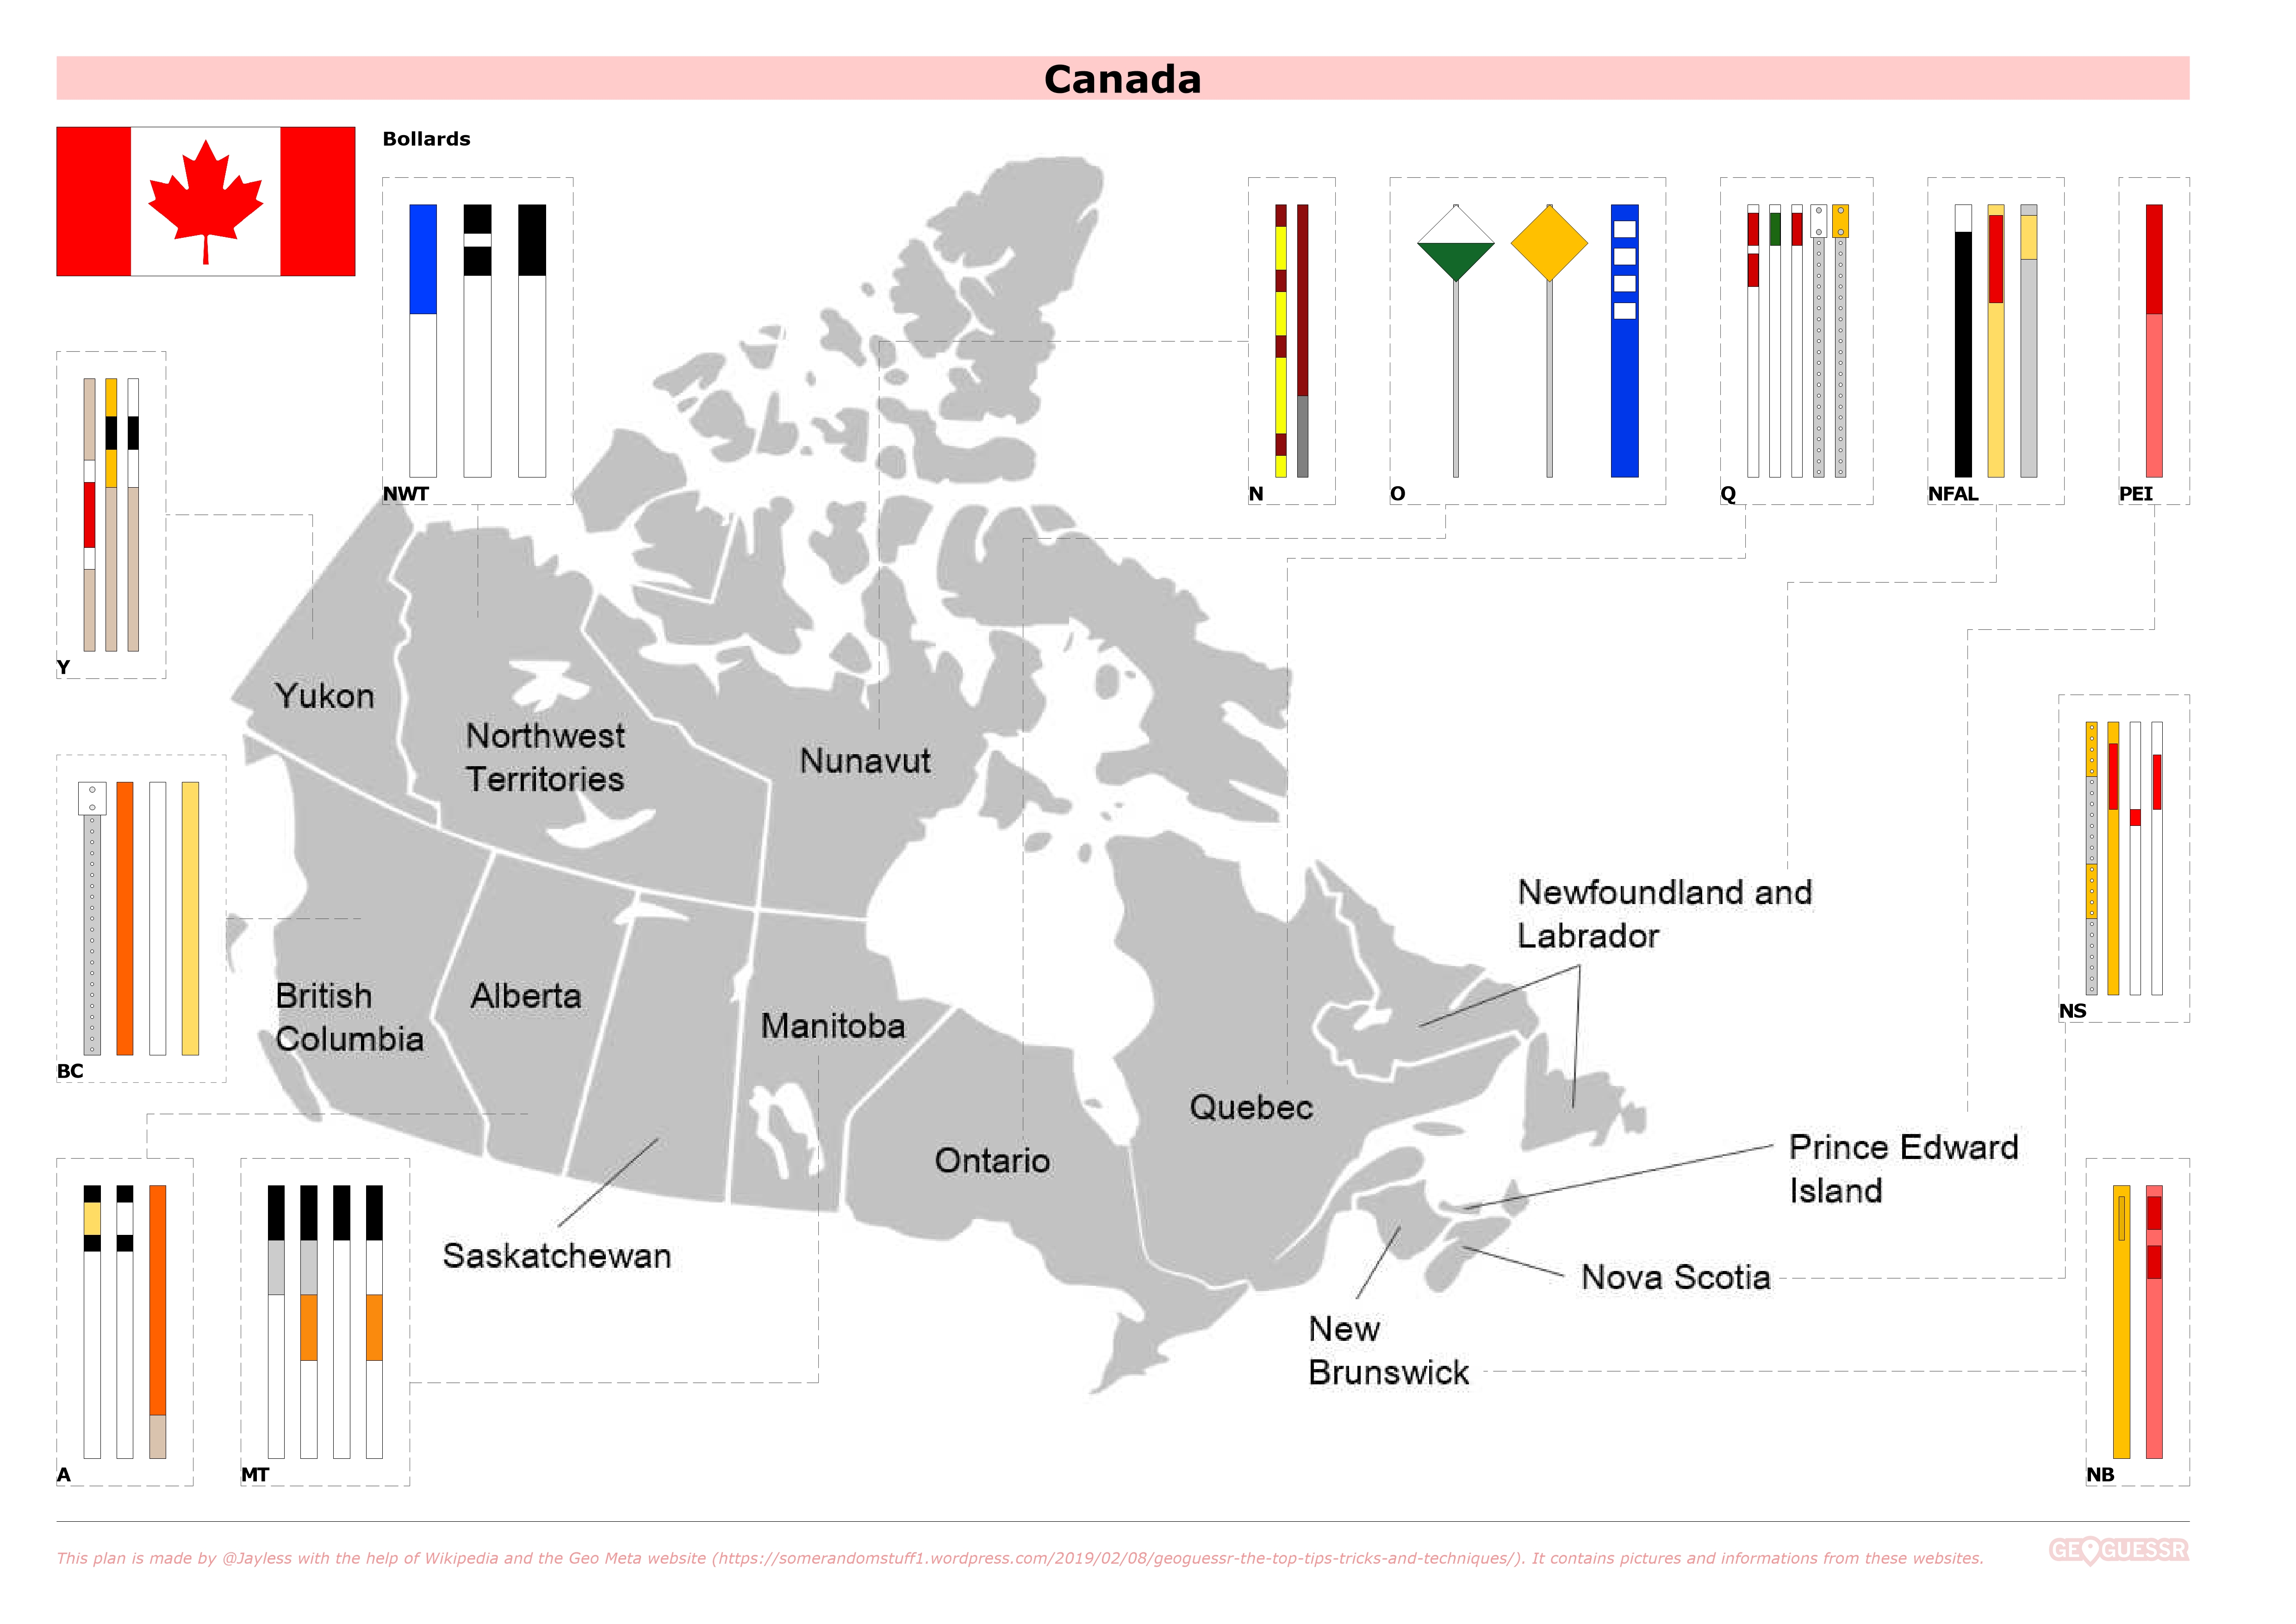 Canada
Bollards
NWT
N
O
Q
NFAL
PEI
Y
Yukon
Northwest
Territories
Nunavut
NS
BC
British
Columbia
Alberta
Manitoba
Newfoundland and
Labrador
Quebec
Ontario
Prince Edward
Island
Saskatchewan
Nova Scotia
New
Brunswick
A
MT
NB
This plan is made by @Jayless with the help of Wikipedia and the Geo Meta website (https://somerandomstuff1.wordpress.com/2019/02/08/geoguessr-the-top-tips-tricks-and-techniques/). It contains pictures and informations from these websites.
GEOGUESSR